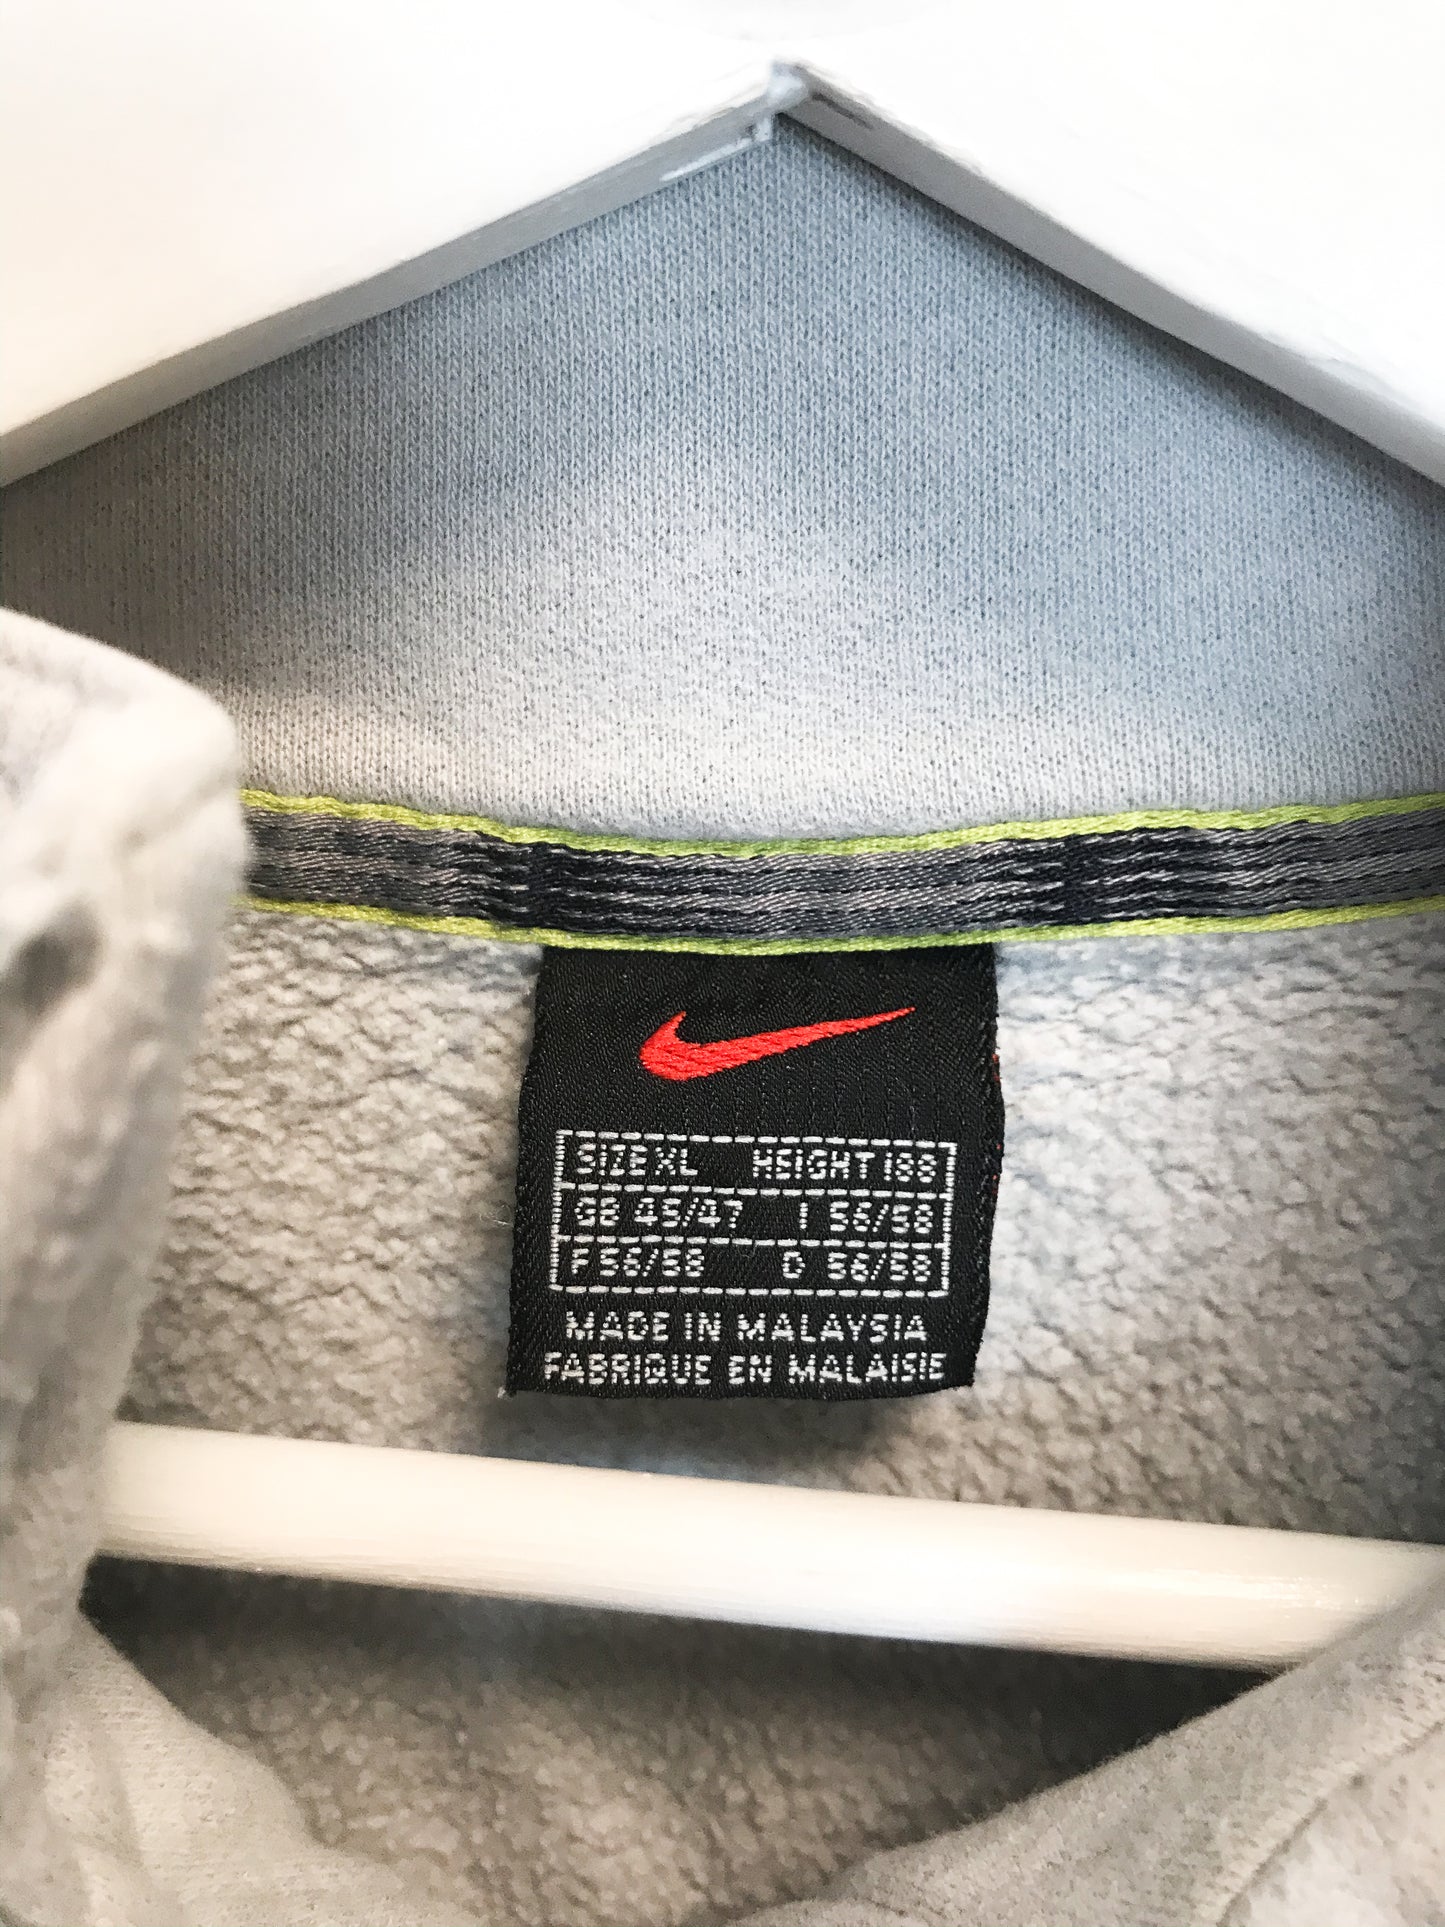 SIZE XL HEIGHT 188
GB 45/47 I 56/58
F 56/58 D 56/58
MADE IN MALAYSIA
FABRIQUE EN MALAISIE